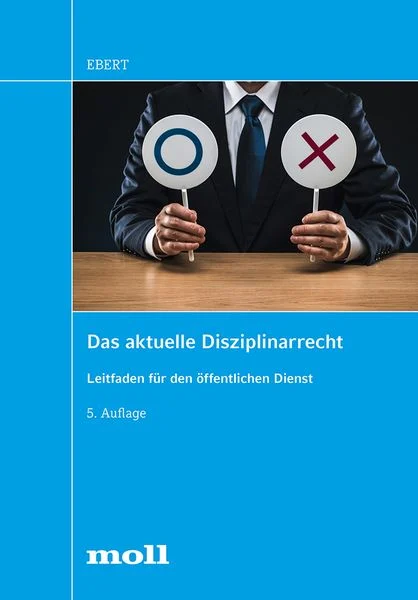 EBERT
Das aktuelle Disziplinarrecht
Leitfaden für den öffentlichen Dienst
5. Auflage
moll